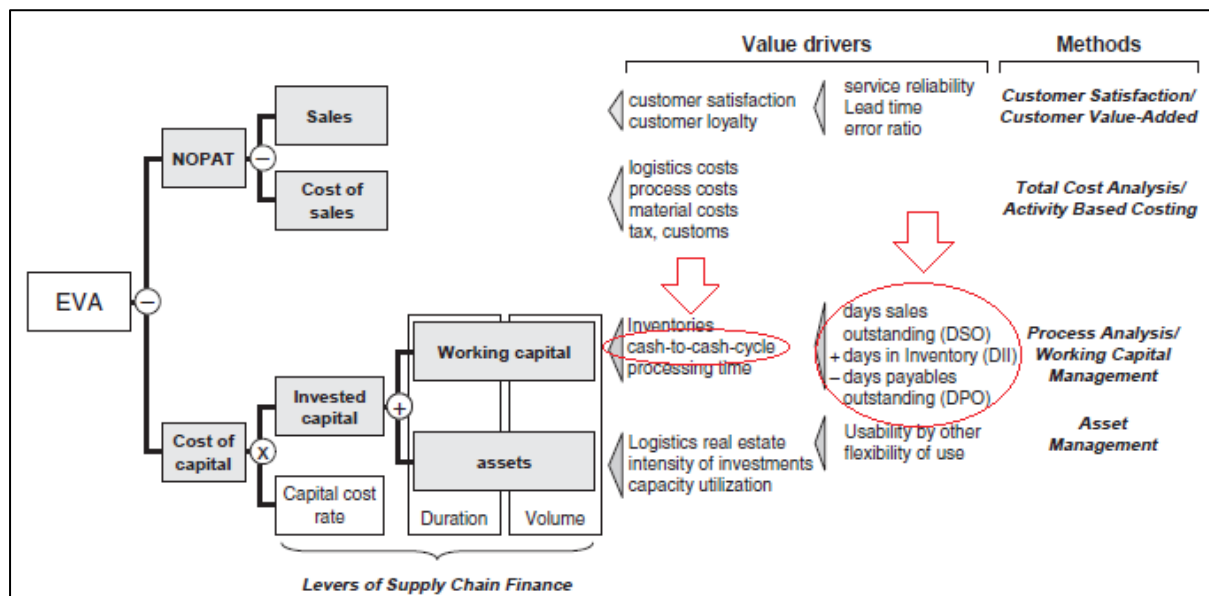 Value drivers
Methods
Sales
customer satisfaction
customer loyalty
service reliability
Lead time
error ratio
Customer Satisfaction/
Customer Value-Added
NOPAT
−
Cost of
sales
logistics costs
process costs
material costs
tax, customs
Total Cost Analysis/
Activity Based Costing
EVA
−
Working capital
Inventories
cash-to-cash-cycle
processing time
days sales
outstanding (DSO)
+ days in Inventory (DII)
− days payables
outstanding (DPO)
Process Analysis/
Working Capital
Management
Invested
capital
+
Cost of
capital
x
assets
Logistics real estate
intensity of investments
capacity utilization
Usability by other
flexibility of use
Asset
Management
Capital cost
rate
Duration
Volume
Levers of Supply Chain Finance